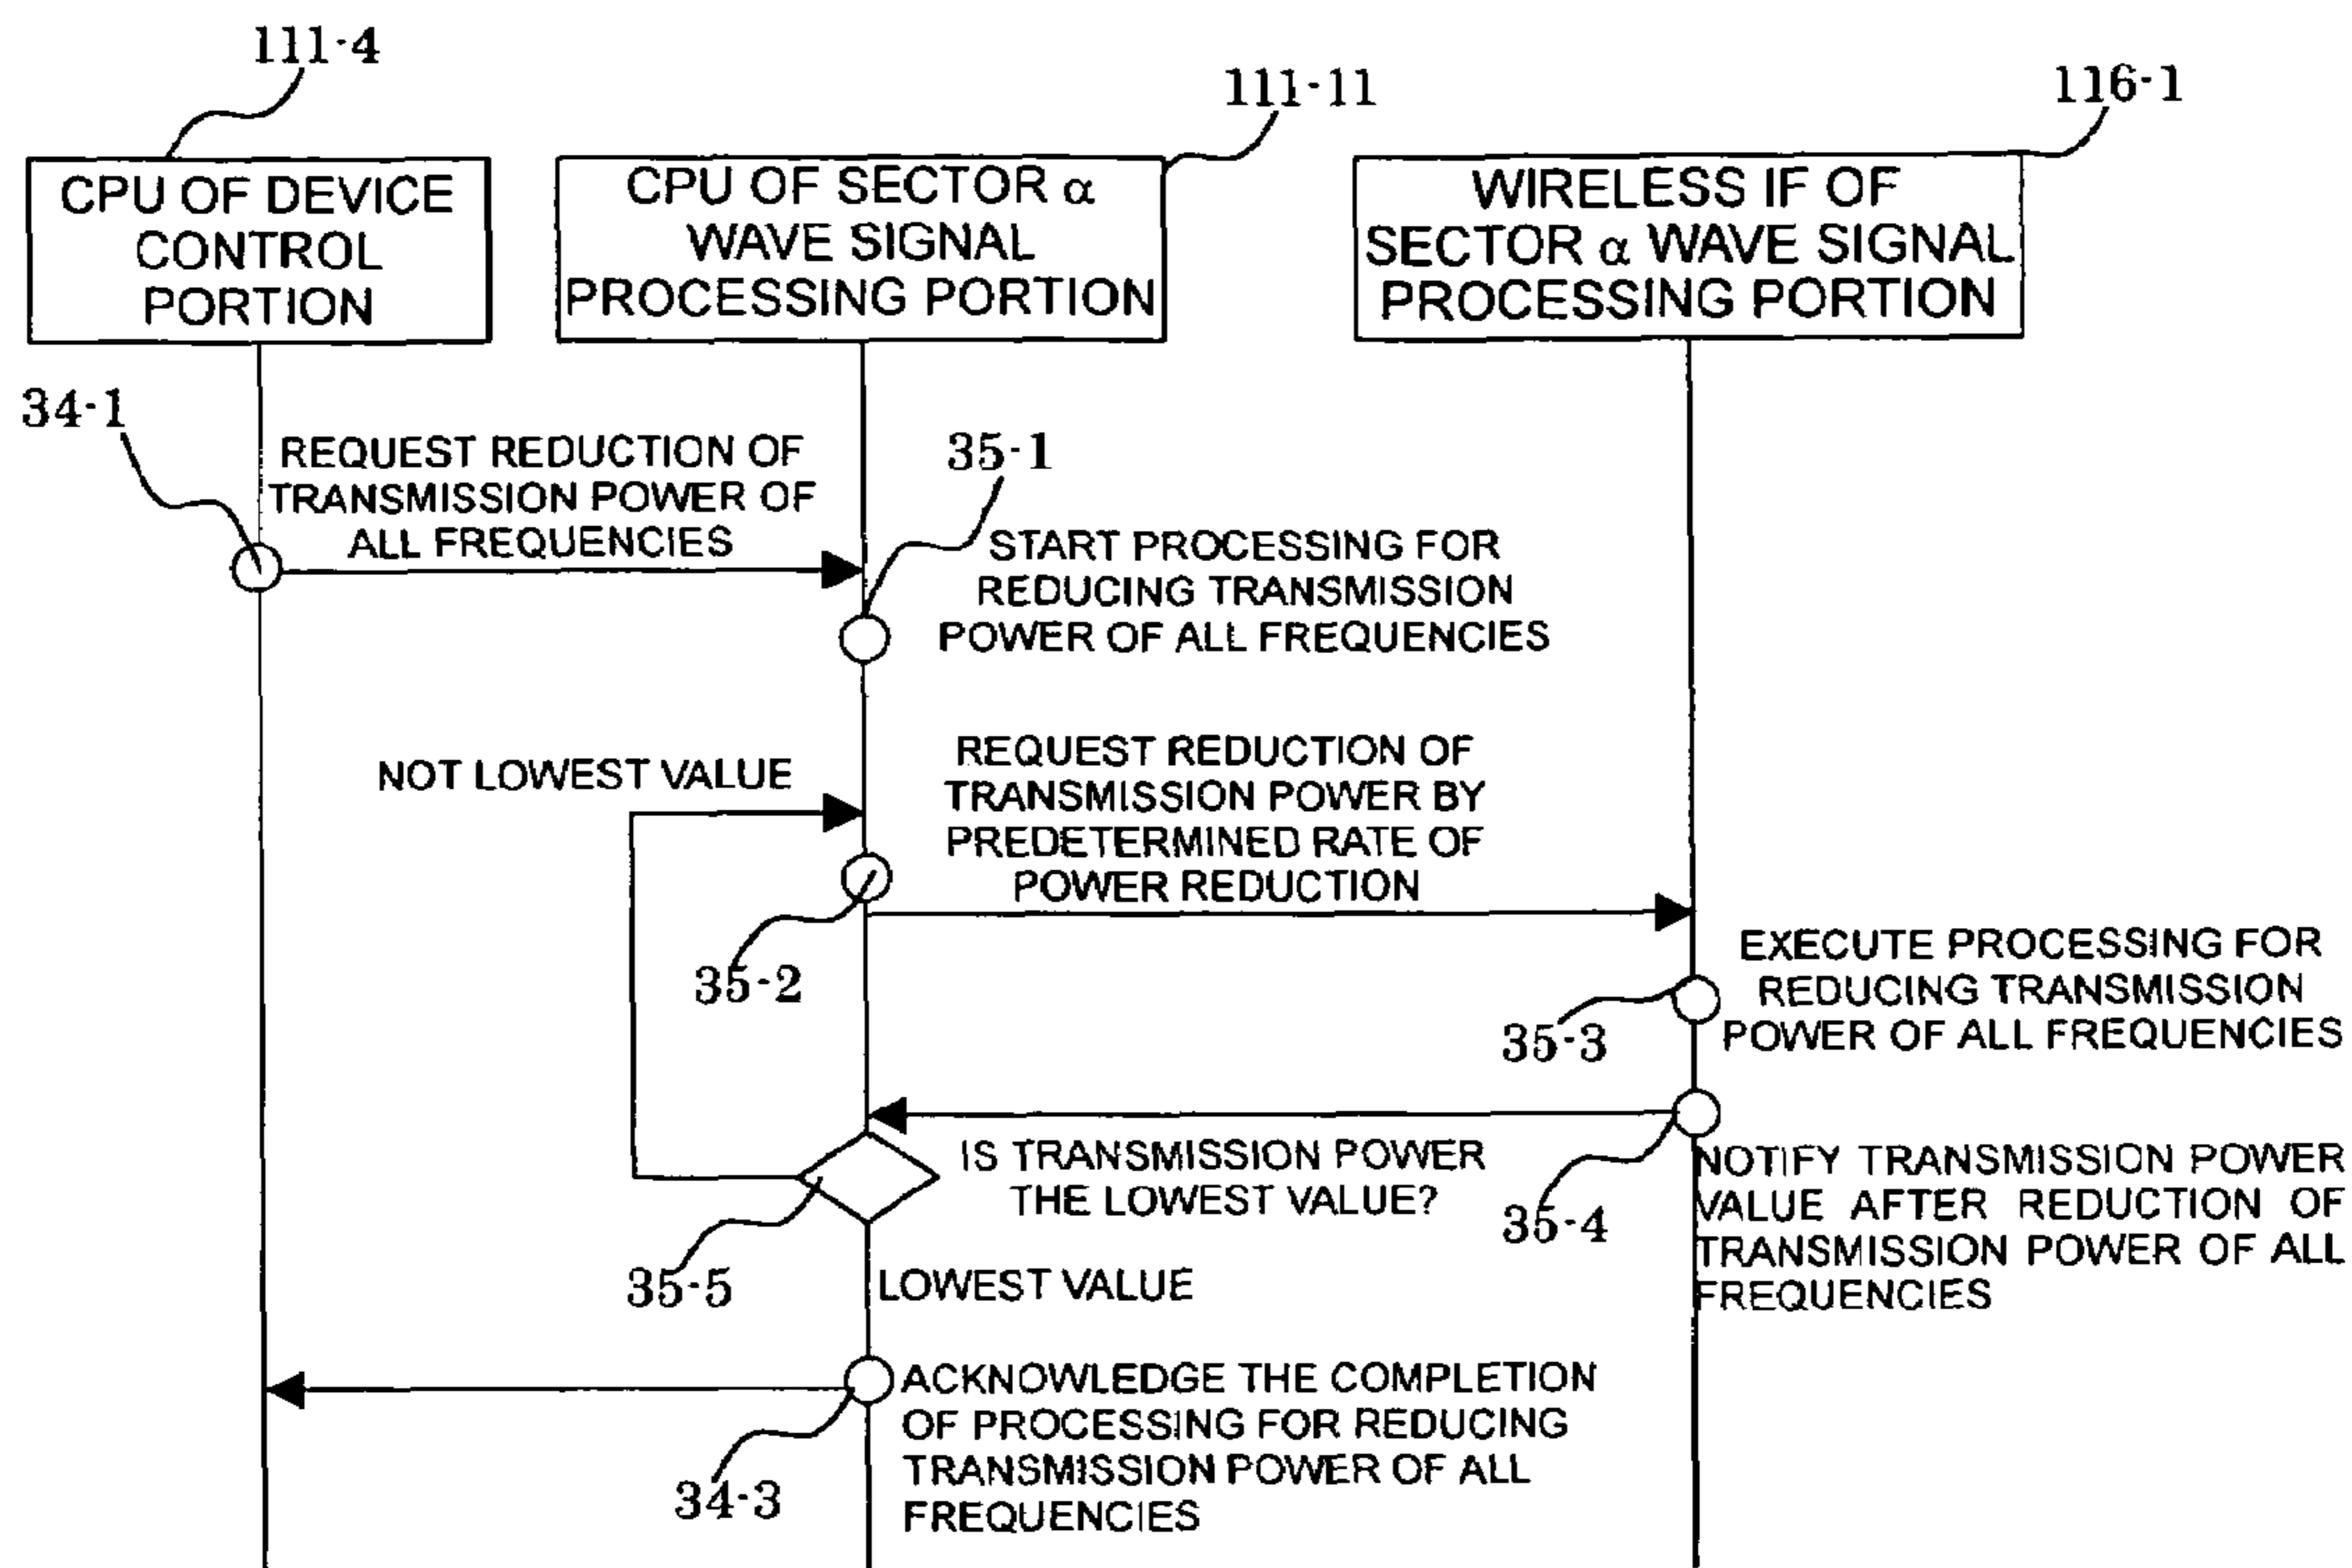 111-4
111-11
116-1
CPU OF DEVICE
CONTROL
PORTION
CPU OF SECTOR α
WAVE SIGNAL
PROCESSING PORTION
WIRELESS IF OF
SECTOR α WAVE SIGNAL
PROCESSING PORTION
34-1
REQUEST REDUCTION OF
TRANSMISSION POWER OF
ALL FREQUENCIES
35-1
START PROCESSING FOR
REDUCING TRANSMISSION
POWER OF ALL FREQUENCIES
NOT LOWEST VALUE
REQUEST REDUCTION OF
TRANSMISSION POWER BY
PREDETERMINED RATE OF
POWER REDUCTION
35-2
EXECUTE PROCESSING FOR
REDUCING TRANSMISSION
POWER OF ALL FREQUENCIES
35-3
IS TRANSMISSION POWER
THE LOWEST VALUE?
35-4
NOTIFY TRANSMISSION POWER
VALUE AFTER REDUCTION OF
TRANSMISSION POWER OF ALL
FREQUENCIES
35-5
LOWEST VALUE
ACKNOWLEDGE THE COMPLETION
OF PROCESSING FOR REDUCING
TRANSMISSION POWER OF ALL
FREQUENCIES
34-3